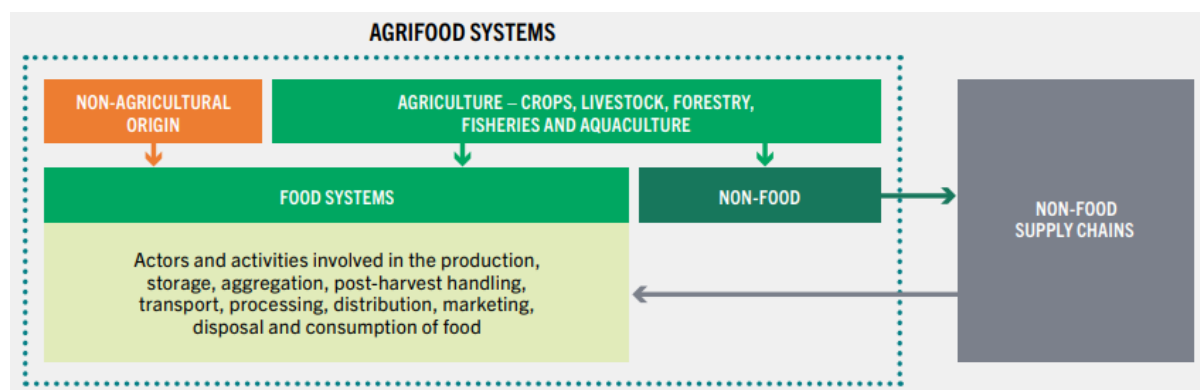 AGRIFOOD SYSTEMS
NON-AGRICULTURAL
ORIGIN
AGRICULTURE – CROPS, LIVESTOCK, FORESTRY,
FISHERIES AND AQUACULTURE
FOOD SYSTEMS
NON-FOOD
Actors and activities involved in the production,
storage, aggregation, post-harvest handling,
transport, processing, distribution, marketing,
disposal and consumption of food
NON-FOOD
SUPPLY CHAINS